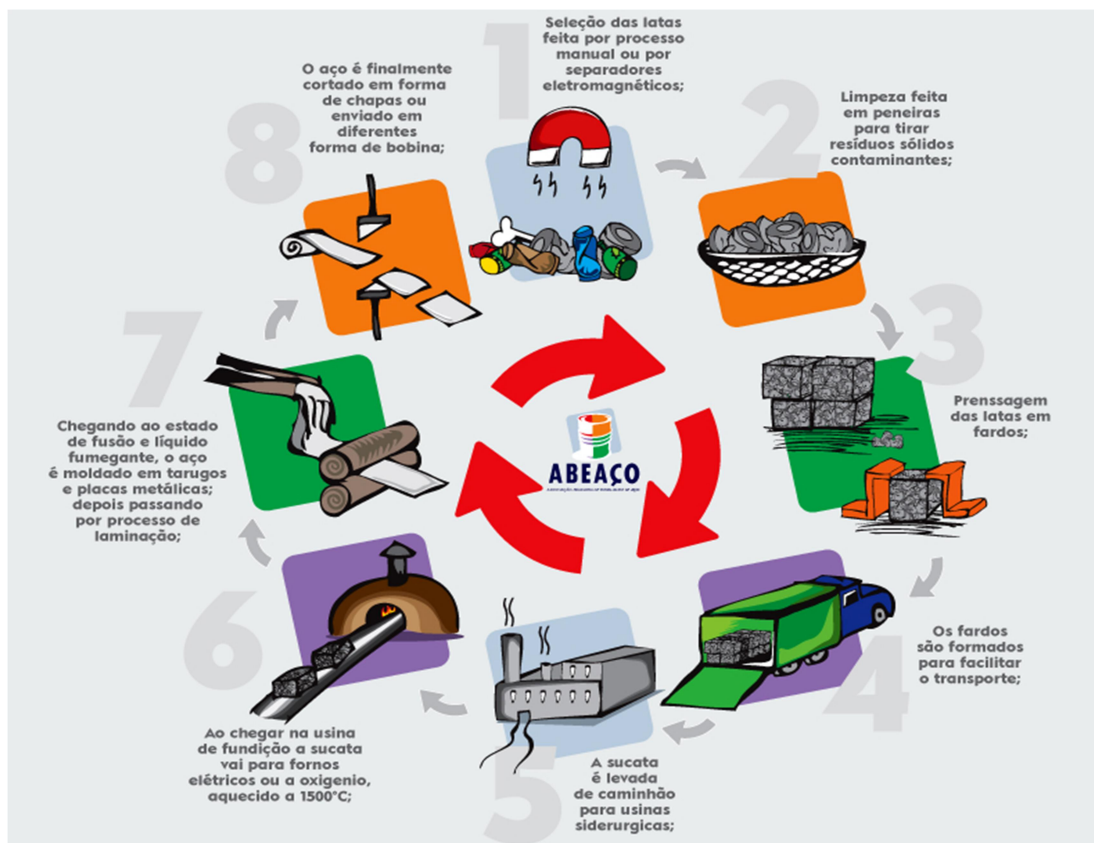 1
Seleção das latas
feita por processo
manual ou por
separadores
eletromagnéticos;
2
Limpeza feita
em peneiras
para tirar
resíduos sólidos
contaminantes;
3
Prenssagem
das latas em
fardos;
4
Os fardos
são formados
para facilitar
o transporte;
5
A sucata
é levada
de caminhão
para usinas
siderurgicas;
6
Ao chegar na usina
de fundição a sucata
vai para fornos
elétricos ou a oxigenio,
aquecido a 1500°C;
7
Chegando ao estado
de fusão e líquido
fumegante, o aço
é moldado em tarugos
e placas metálicas;
depois passando
por processo de
laminação;
8
O aço é finalmente
cortado em forma
de chapas ou
enviado em
diferentes
forma de bobina;
ABEAÇO